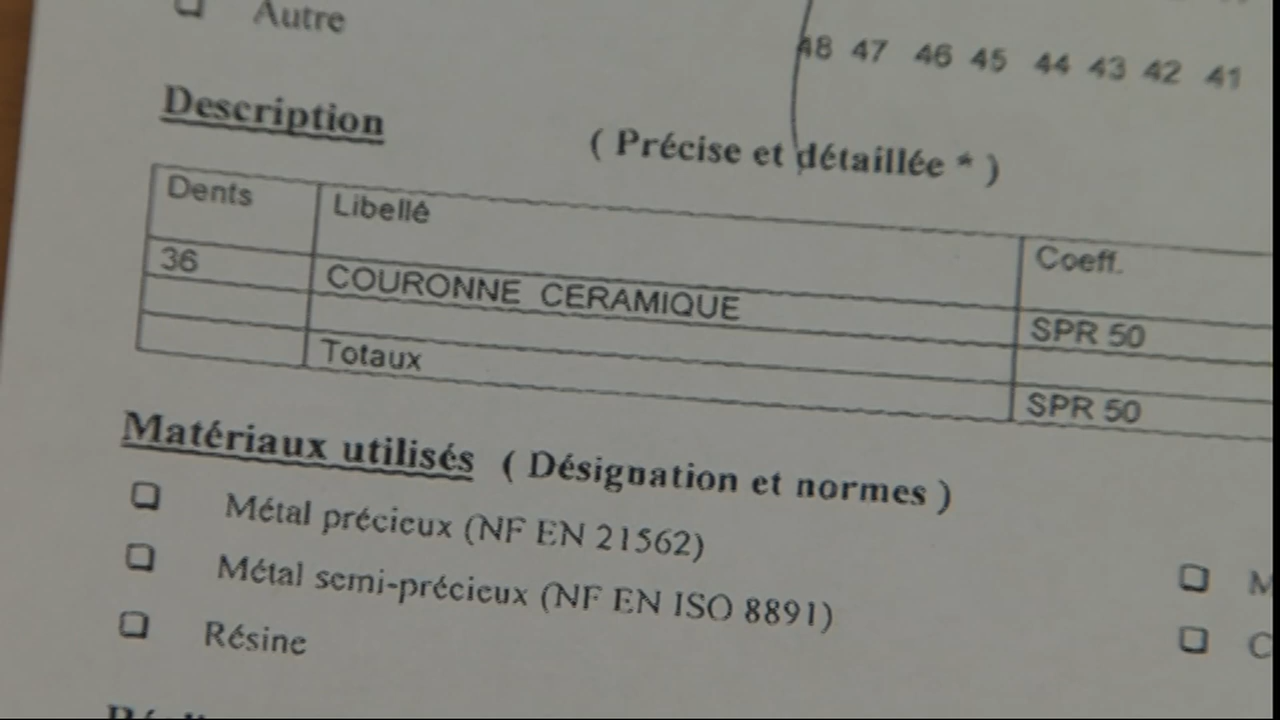 Autre
48 47 46 45 44 43 42 41
Description
( Précise et détaillée * )
Dents Libellé Coeff.
36 COURONNE CERAMIQUE SPR 50
Totaux SPR 50
Matériaux utilisés ( Désignation et normes )
Métal précieux (NF EN 21562)
Métal semi-précieux (NF EN ISO 8891)
Résine